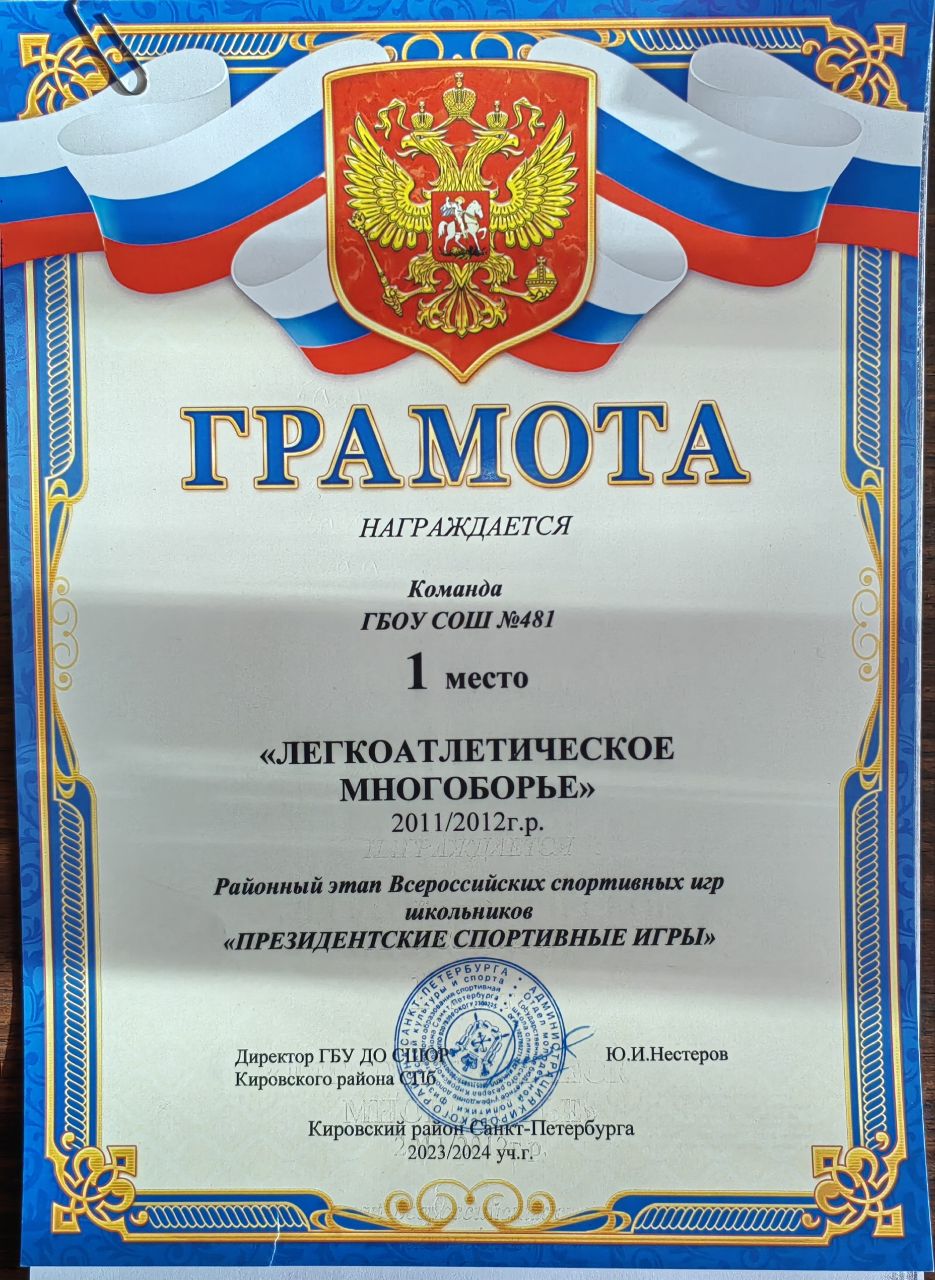 ГРАМОТА
НАГРАЖДАЕТСЯ
Команда
ГБОУ СОШ №481
1 место
«ЛЕГКОАТЛЕТИЧЕСКОЕ
МНОГОБОРЬЕ»
2011/2012г.р.
Районный этап Всероссийских спортивных игр
школьников
«ПРЕЗИДЕНТСКИЕ СПОРТИВНЫЕ ИГРЫ»
Директор ГБУ ДО СШОР Ю.И.Нестеров
Кировского района СПб
Кировский район Санкт-Петербурга
2023/2024 уч.г.